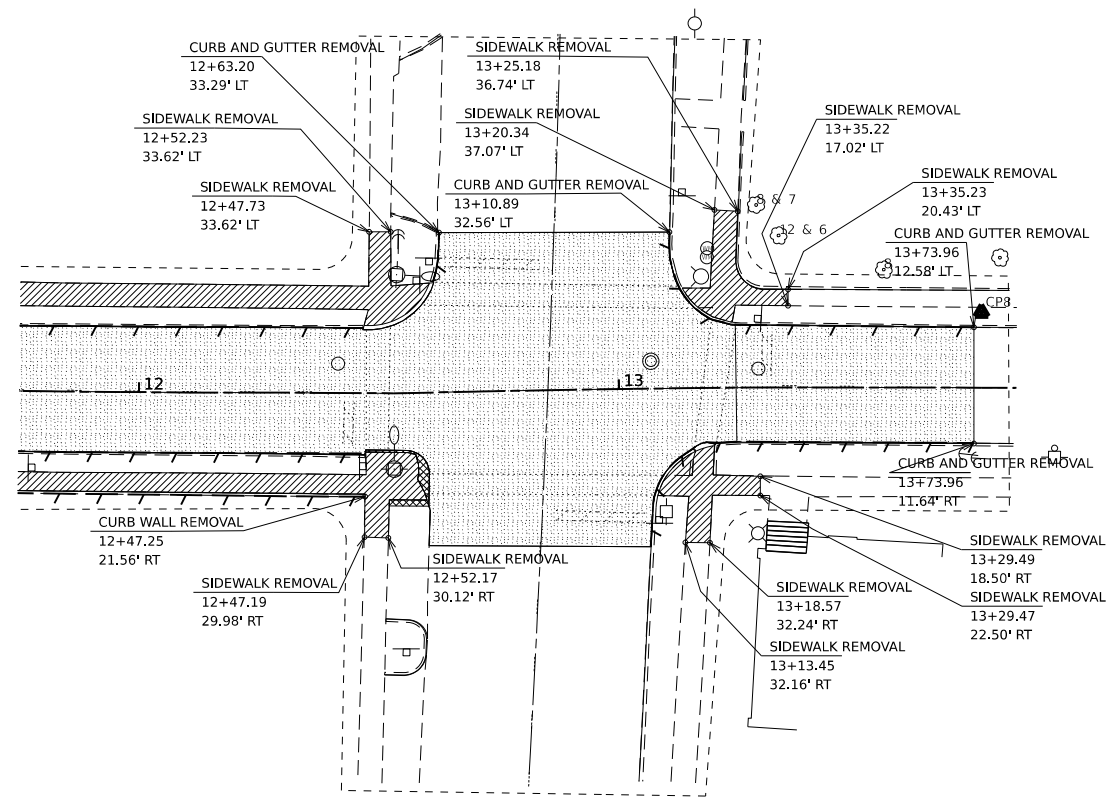 CURB AND GUTTER REMOVAL
12+63.20
33.29' LT
SIDEWALK REMOVAL
13+25.18
36.74' LT
SIDEWALK REMOVAL
12+52.23
33.62' LT
SIDEWALK REMOVAL
13+20.34
37.07' LT
SIDEWALK REMOVAL
13+35.22
17.02' LT
SIDEWALK REMOVAL
12+47.73
33.62' LT
CURB AND GUTTER REMOVAL
13+10.89
32.56' LT
SIDEWALK REMOVAL
13+35.23
20.43' LT
8 & 7
12 & 6
CURB AND GUTTER REMOVAL
13+73.96
12.58' LT
8
CP8
12
13
CURB AND GUTTER REMOVAL
13+73.96
11.64' RT
CURB WALL REMOVAL
12+47.25
21.56' RT
SIDEWALK REMOVAL
12+47.19
29.98' RT
SIDEWALK REMOVAL
12+52.17
30.12' RT
SIDEWALK REMOVAL
13+29.49
18.50' RT
SIDEWALK REMOVAL
13+18.57
32.24' RT
SIDEWALK REMOVAL
13+29.47
22.50' RT
SIDEWALK REMOVAL
13+13.45
32.16' RT